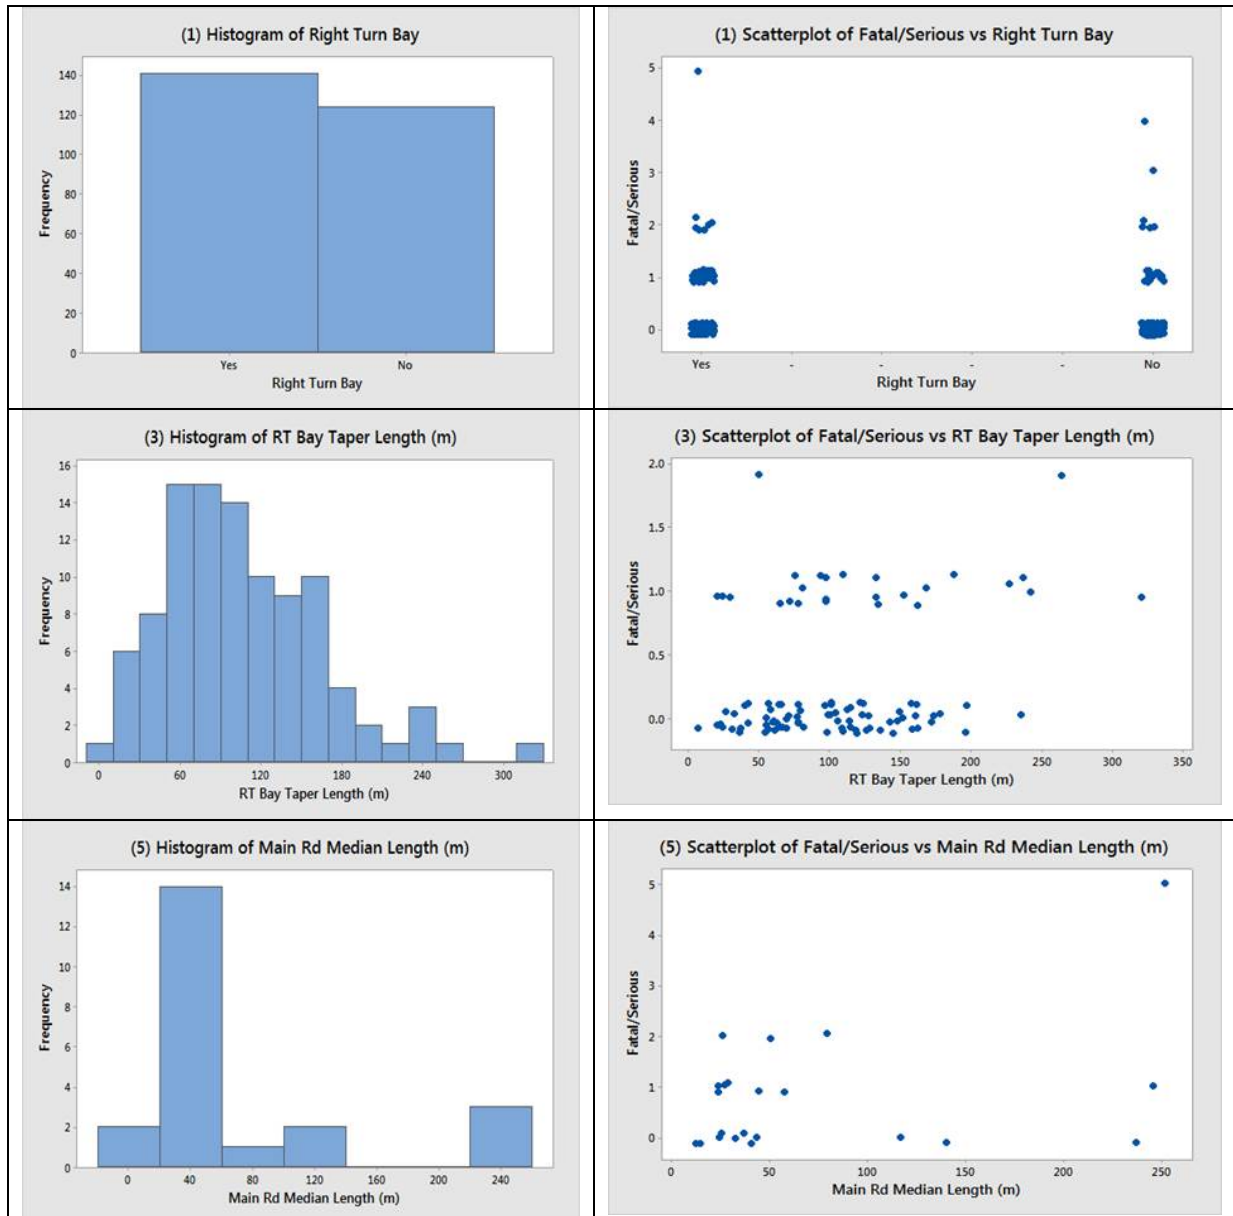 (1) Histogram of Right Turn Bay
Frequency
140
120
100
80
60
40
20
0
Yes No
Right Turn Bay
(1) Scatterplot of Fatal/Serious vs Right Turn Bay
Fatal/Serious
5
4
3
2
1
0
Yes - - - - No
Right Turn Bay
(3) Histogram of RT Bay Taper Length (m)
Frequency
16
14
12
10
8
6
4
2
0
0 60 120 180 240 300
RT Bay Taper Length (m)
(3) Scatterplot of Fatal/Serious vs RT Bay Taper Length (m)
Fatal/Serious
2.0
1.5
1.0
0.5
0.0
0 50 100 150 200 250 300 350
RT Bay Taper Length (m)
(5) Histogram of Main Rd Median Length (m)
Frequency
14
12
10
8
6
4
2
0
0 40 80 120 160 200 240
Main Rd Median Length (m)
(5) Scatterplot of Fatal/Serious vs Main Rd Median Length (m)
Fatal/Serious
5
4
3
2
1
0
0 50 100 150 200 250
Main Rd Median Length (m)